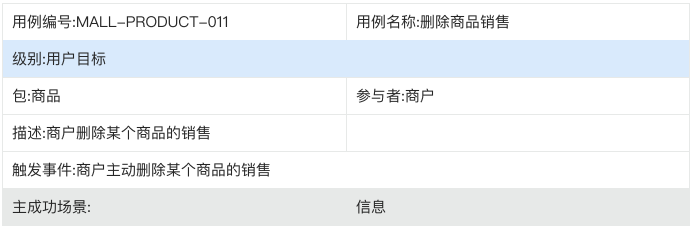 用例编号:MALL-PRODUCT-011 用例名称:删除商品销售
级别:用户目标
包:商品 参与者:商户
描述:商户删除某个商品的销售
触发事件:商户主动删除某个商品的销售
主成功场景: 信息